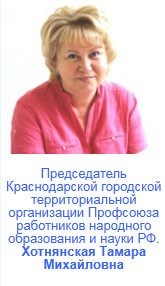 Председатель
Краснодарской городской
территориальной
организации Профсоюза
работников народного
образования и науки РФ.
Хотнянская Тамара
Михайловна